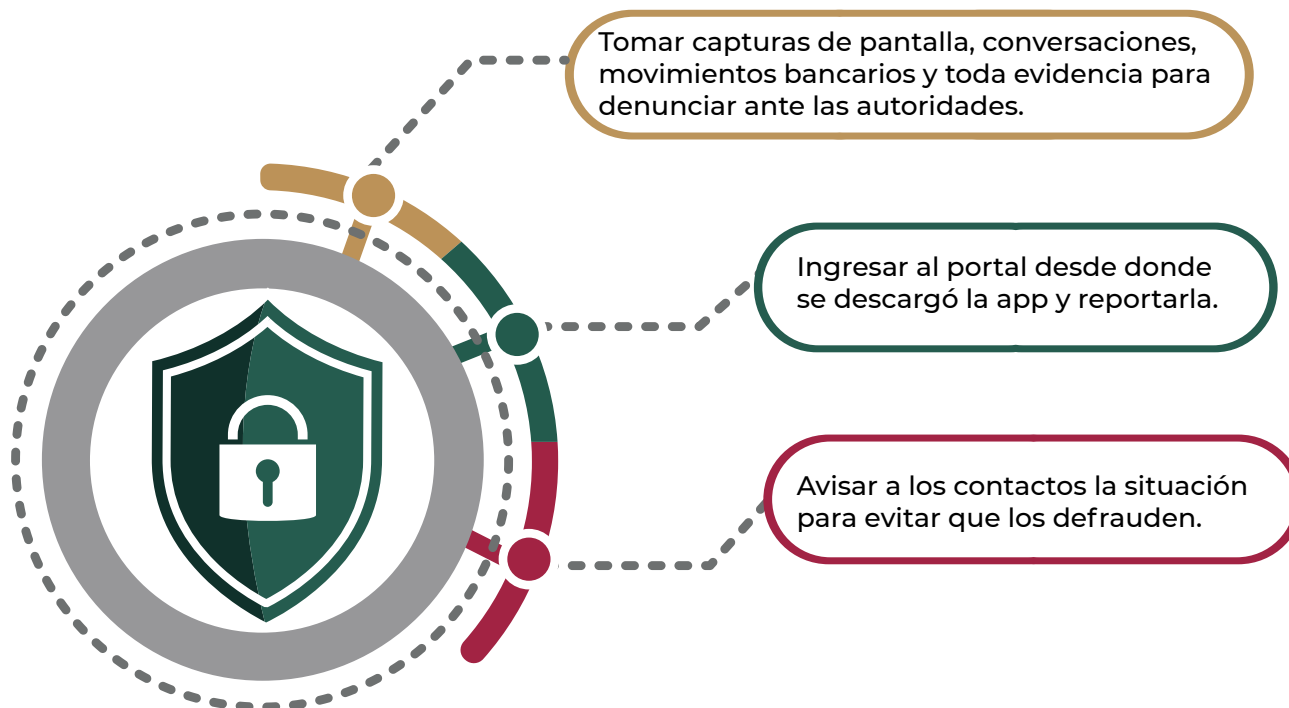 Tomar capturas de pantalla, conversaciones,
movimientos bancarios y toda evidencia para
denunciar ante las autoridades.
Ingresar al portal desde donde
se descargó la app y reportarla.
Avisar a los contactos la situación
para evitar que los defrauden.